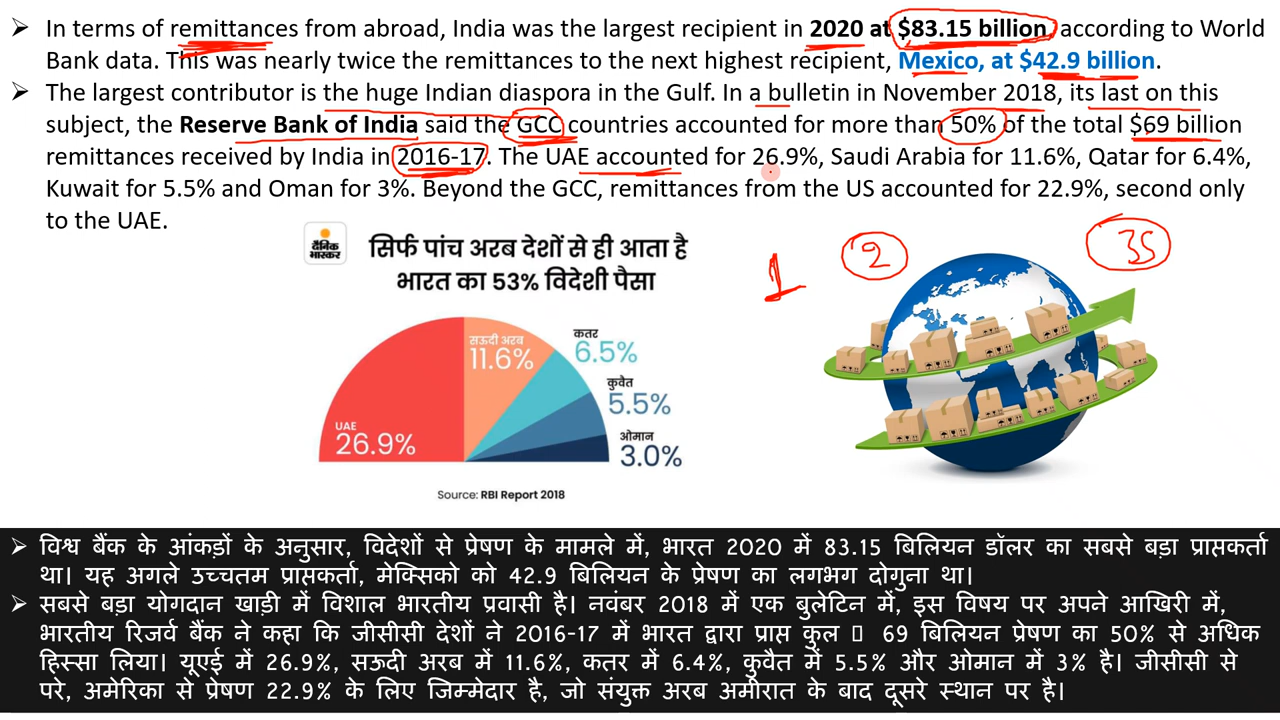 ➢ In terms of remittances from abroad, India was the largest recipient in 2020 at $83.15 billion, according to World
Bank data. This was nearly twice the remittances to the next highest recipient, Mexico, at $42.9 billion.
➢ The largest contributor is the huge Indian diaspora in the Gulf. In a bulletin in November 2018, its last on this
subject, the Reserve Bank of India said the GCC countries accounted for more than 50% of the total $69 billion
remittances received by India in 2016-17. The UAE accounted for 26.9%, Saudi Arabia for 11.6%, Qatar for 6.4%,
Kuwait for 5.5% and Oman for 3%. Beyond the GCC, remittances from the US accounted for 22.9%, second only
to the UAE.
दैनिक
भास्कर
सिर्फ पांच अरब देशों से ही आता है
भारत का 53% विदेशी पैसा
1
2
35
सऊदी अरब
11.6%
कतर
6.5%
कुवैत
5.5%
UAE
26.9%
ओमान
3.0%
Source: RBI Report 2018
➢ विश्व बैंक के आंकड़ों के अनुसार, विदेशों से प्रेषण के मामले में, भारत 2020 में 83.15 बिलियन डॉलर का सबसे बड़ा प्राप्तकर्ता
था। यह अगले उच्चतम प्राप्तकर्ता, मेक्सिको को 42.9 बिलियन के प्रेषण का लगभग दोगुना था।
➢ सबसे बड़ा योगदान खाड़ी में विशाल भारतीय प्रवासी है। नवंबर 2018 में एक बुलेटिन में, इस विषय पर अपने आखिरी में,
भारतीय रिजर्व बैंक ने कहा कि जीसीसी देशों ने 2016-17 में भारत द्वारा प्राप्त कुल 69 बिलियन प्रेषण का 50% से अधिक
हिस्सा लिया। यूएई में 26.9%, सऊदी अरब में 11.6%, कतर में 6.4%, कुवैत में 5.5% और ओमान में 3% है। जीसीसी से
परे, अमेरिका से प्रेषण 22.9% के लिए जिम्मेदार है, जो संयुक्त अरब अमीरात के बाद दूसरे स्थान पर है।